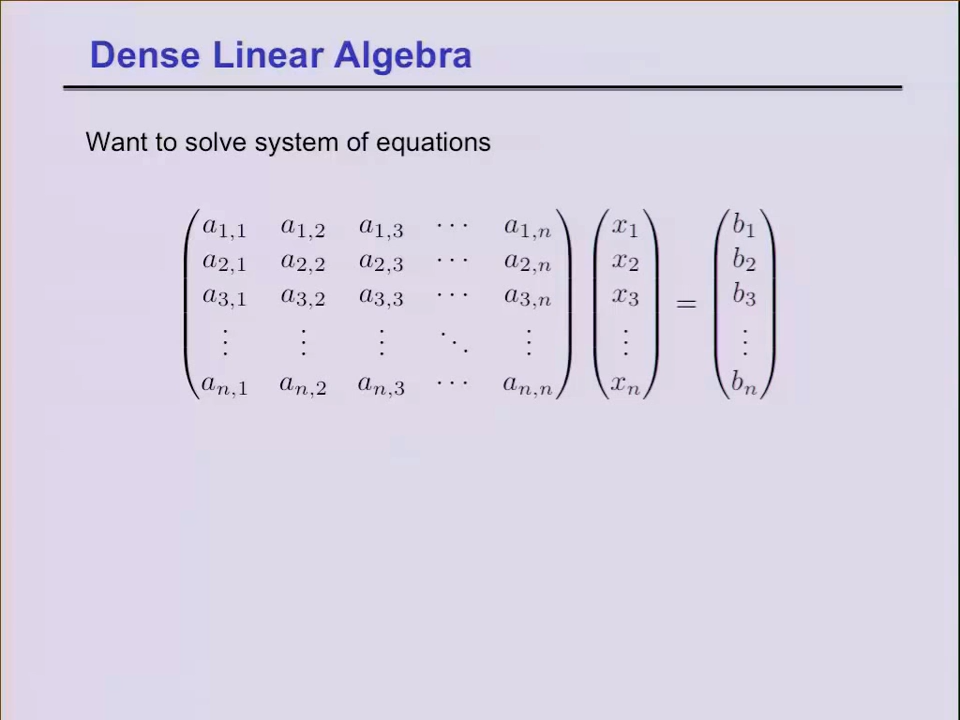 Dense Linear Algebra
Want to solve system of equations
a₁,₁ a₁,₂ a₁,₃ ⋯ a₁,ₙ x₁ b₁
a₂,₁ a₂,₂ a₂,₃ ⋯ a₂,ₙ x₂ b₂
a₃,₁ a₃,₂ a₃,₃ ⋯ a₃,ₙ x₃ = b₃
⋮ ⋮ ⋮ ⋱ ⋮ ⋮ ⋮
aₙ,₁ aₙ,₂ aₙ,₃ ⋯ aₙ,ₙ xₙ bₙ